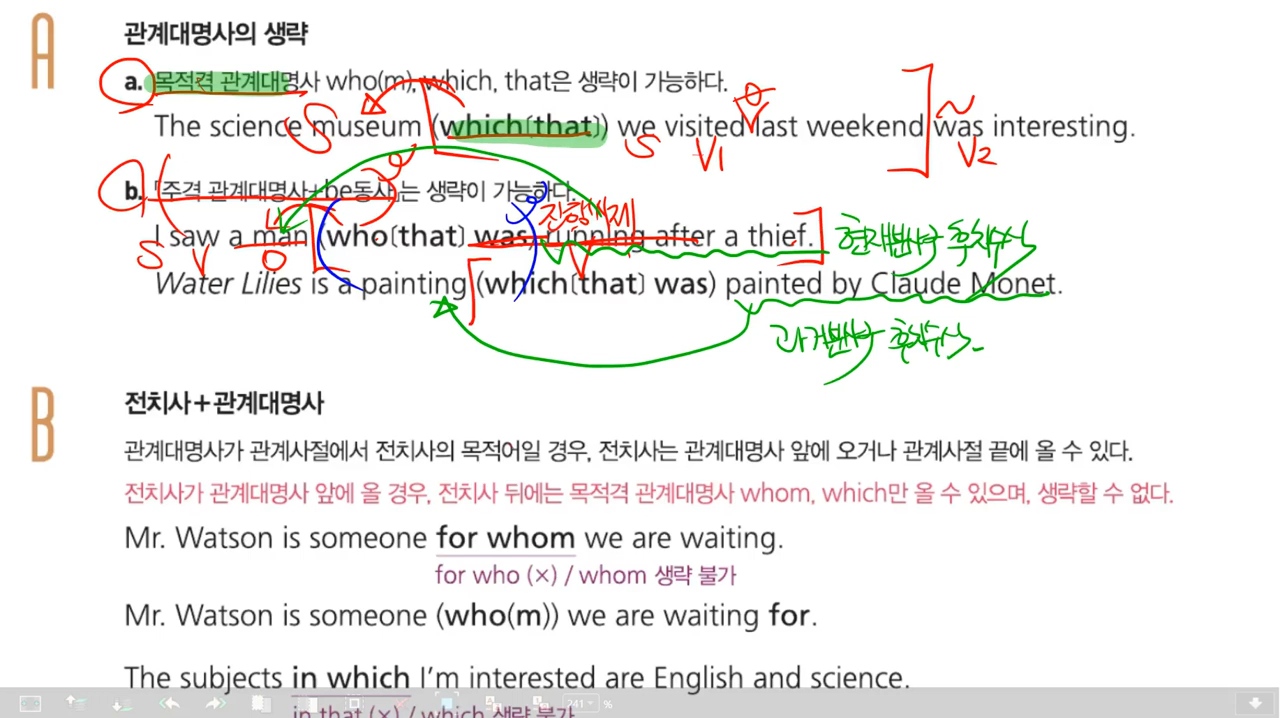 A
관계대명사의 생략
a. 목적격 관계대명사 who(m), which, that은 생략이 가능하다.
S
The science museum (which[that]) we visited last weekend was interesting.
S V1 V2
b. 「주격 관계대명사+be동사」는 생략이 가능하다.
I saw a man (who[that] was) running after a thief.
현재분사 후치수식
S V O V
Water Lilies is a painting (which[that] was) painted by Claude Monet.
과거분사 후치수식
B
전치사+관계대명사
관계대명사가 관계사절에서 전치사의 목적어일 경우, 전치사는 관계대명사 앞에 오거나 관계사절 끝에 올 수 있다.
전치사가 관계대명사 앞에 올 경우, 전치사 뒤에는 목적격 관계대명사 whom, which만 올 수 있으며, 생략할 수 없다.
Mr. Watson is someone for whom we are waiting.
for who (×) / whom 생략 불가
Mr. Watson is someone (who(m)) we are waiting for.
The subjects in which I'm interested are English and science.
in that (×) / which 생략 불가
241 %